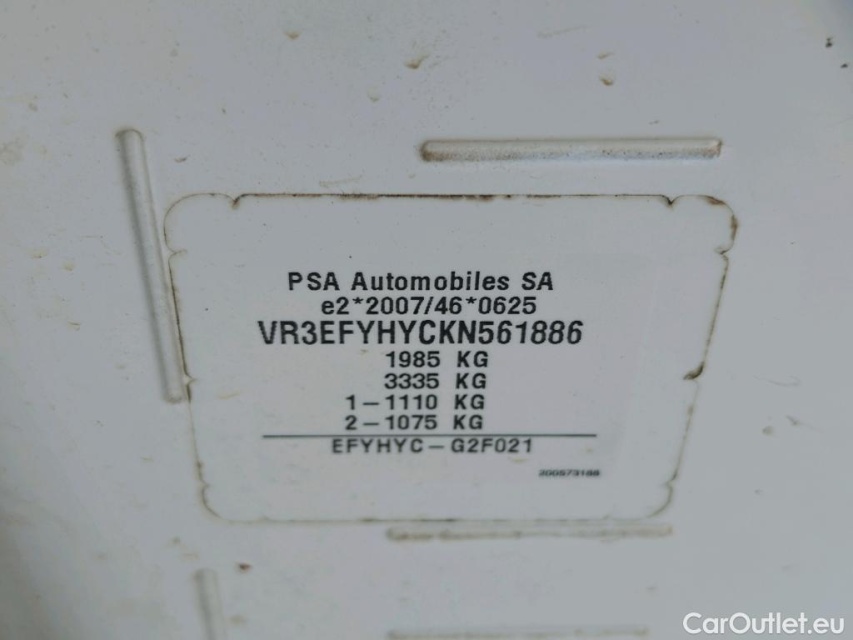 PSA Automobiles SA
e2*2007/46*0625
VR3EFYHYCKN561886
1985 KG
3335 KG
1-1110 KG
2-1075 KG
EFYHYC-G2F021
200573188
CarOutlet.eu